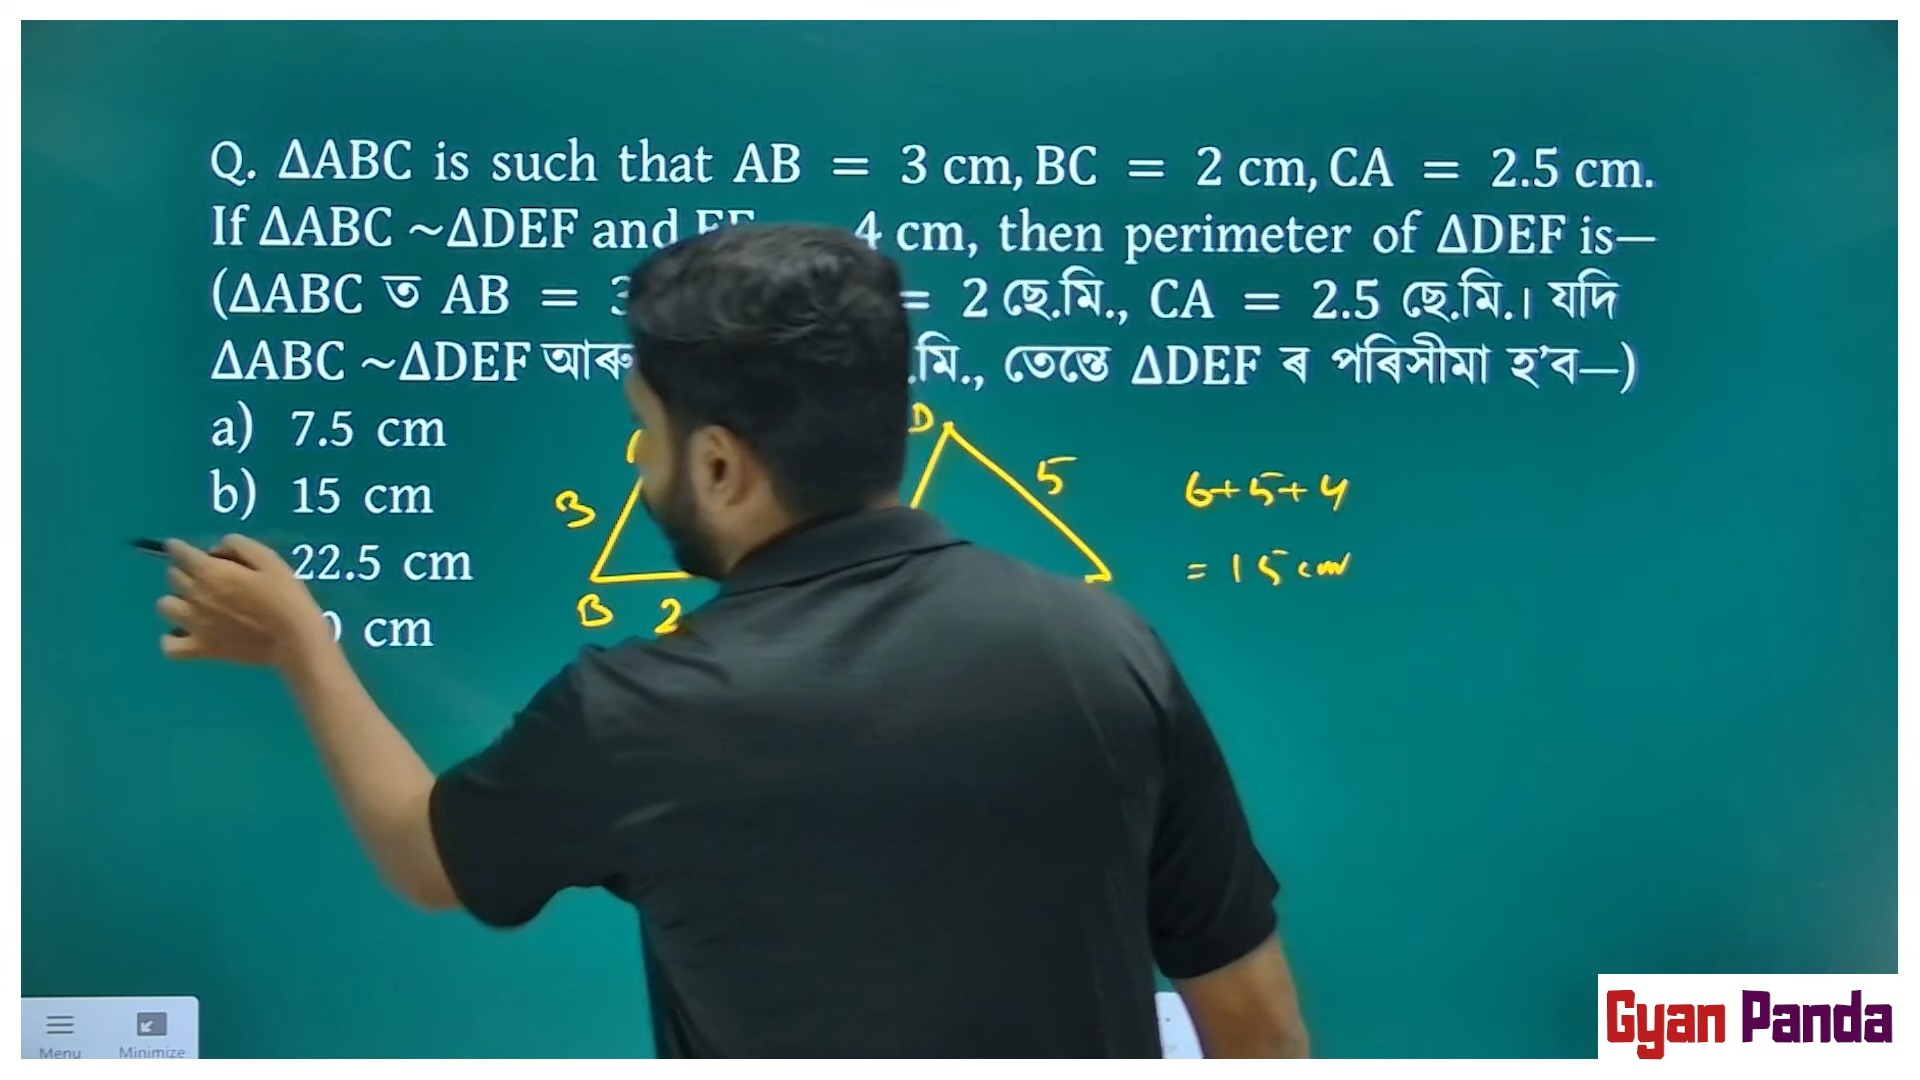 Q. ΔABC is such that AB = 3 cm, BC = 2 cm, CA = 2.5 cm.
If ΔABC ~ΔDEF and 4 cm, then perimeter of ΔDEF is—
(ΔABC ত AB = = 2 ছে.মি., CA = 2.5 ছে.মি.। যদি
ΔABC ~ΔDEF আৰু তেন্তে ΔDEF ৰ পৰিসীমা হ’ব—)
a) 7.5 cm
b) 15 cm
22.5 cm
cm
3
B 2
D
5
6+5+4
= 15 cm
Menu Minimize
Gyan Panda